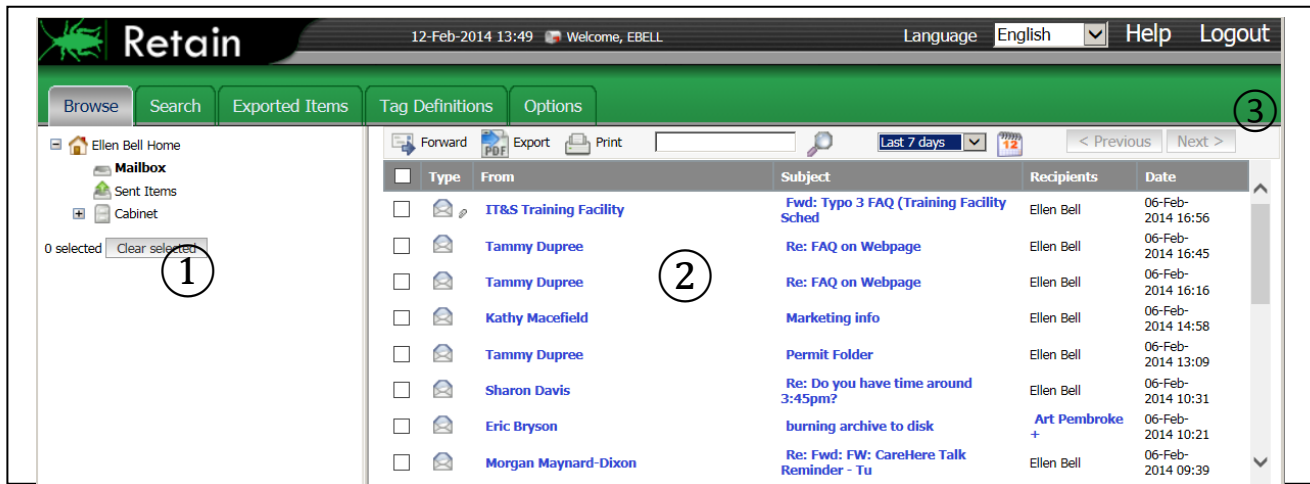 Retain 12-Feb-2014 13:49 Welcome, EBELL Language English Help Logout
Browse Search Exported Items Tag Definitions Options
③
Ellen Bell Home
Mailbox
Sent Items
Cabinet
0 selected Clear selected
①
Forward PDF Export Print Last 7 days 12 < Previous Next >
Type From Subject Recipients Date
IT&S Training Facility Fwd: Typo 3 FAQ (Training Facility Ellen Bell 06-Feb-
Sched 2014 16:56
Tammy Dupree Re: FAQ on Webpage Ellen Bell 06-Feb-
2014 16:45
②
Tammy Dupree Re: FAQ on Webpage Ellen Bell 06-Feb-
2014 16:16
Kathy Macefield Marketing info Ellen Bell 06-Feb-
2014 14:58
Tammy Dupree Permit Folder Ellen Bell 06-Feb-
2014 13:09
Sharon Davis Re: Do you have time around Ellen Bell 06-Feb-
3:45pm? 2014 10:31
Eric Bryson burning archive to disk Art Pembroke 06-Feb-
+ 2014 10:21
Morgan Maynard-Dixon Re: Fwd: FW: CareHere Talk Ellen Bell 06-Feb-
Reminder - Tu 2014 09:39